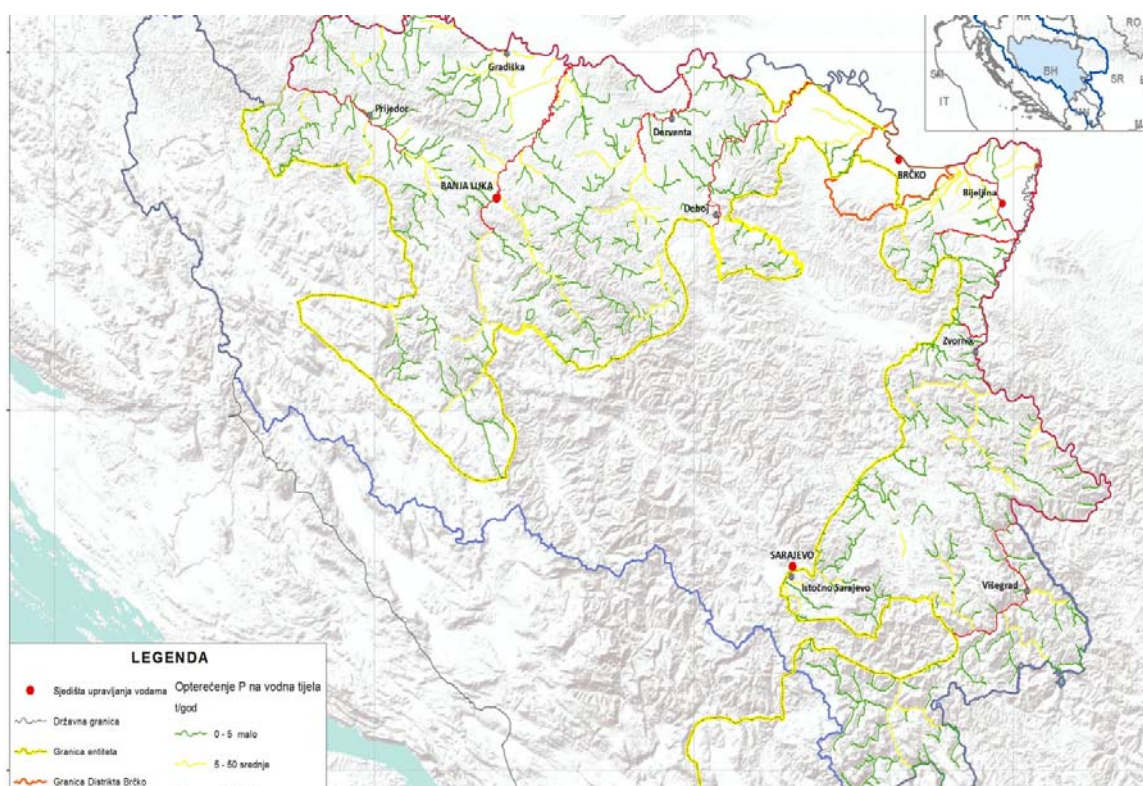 RO
BH
SR
IT
Gradiška
Prijedor
Derventa
BRČKO
BANJA LUKA
Bijeljina
Doboj
Zvornik
SARAJEVO
Istočno Sarajevo
Višegrad
LEGENDA
Sjedišta upravljanja vodama
Opterećenje P na vodna tijela
t/god
Državna granica
0 - 5 malo
Granica entiteta
5 - 50 srednje
Granica Distrikta Brčko